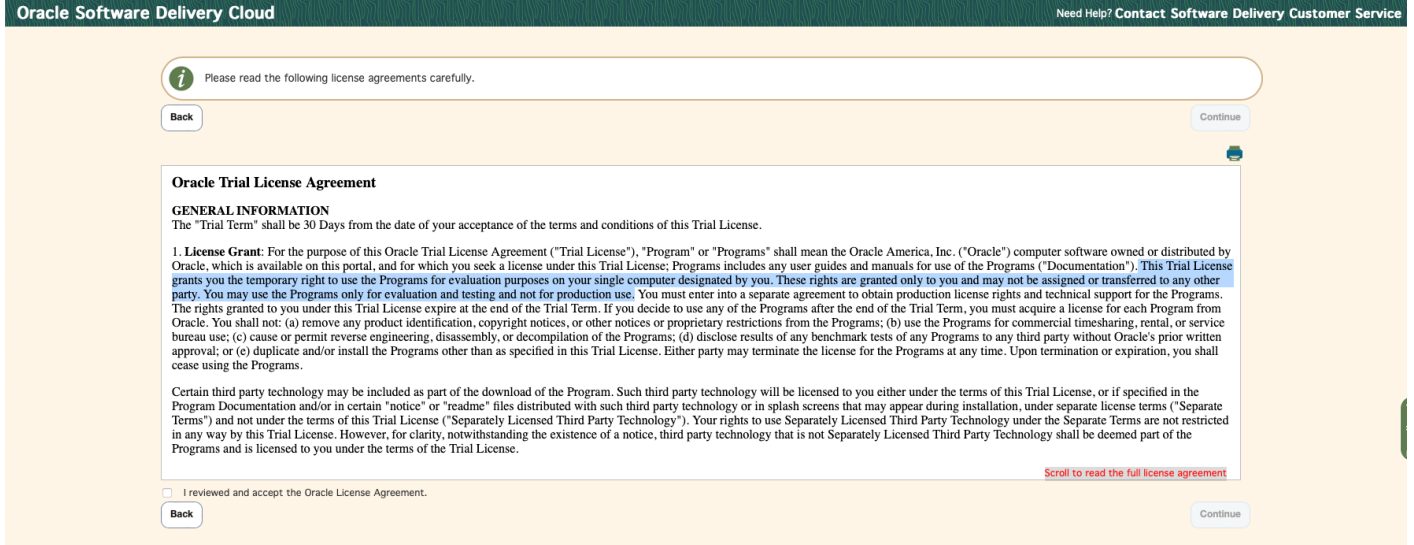 Oracle Software Delivery Cloud
Need Help? Contact Software Delivery Customer Service
Please read the following license agreements carefully.
Back
Continue
Oracle Trial License Agreement
GENERAL INFORMATION
The "Trial Term" shall be 30 Days from the date of your acceptance of the terms and conditions of this Trial License.
1. License Grant: For the purpose of this Oracle Trial License Agreement ("Trial License"), "Program" or "Programs" shall mean the Oracle America, Inc. ("Oracle") computer software owned or distributed by
Oracle, which is available on this portal, and for which you seek a license under this Trial License; Programs includes any user guides and manuals for use of the Programs ("Documentation"). This Trial License
grants you the temporary right to use the Programs for evaluation purposes on your single computer designated by you. These rights are granted only to you and may not be assigned or transferred to any other
party. You may use the Programs only for evaluation and testing and not for production use. You must enter into a separate agreement to obtain production license rights and technical support for the Programs.
The rights granted to you under this Trial License expire at the end of the Trial Term. If you decide to use any of the Programs after the end of the Trial Term, you must acquire a license for each Program from
Oracle. You shall not: (a) remove any product identification, copyright notices, or other notices or proprietary restrictions from the Programs; (b) use the Programs for commercial timesharing, rental, or service
bureau use; (c) cause or permit reverse engineering, disassembly, or decompilation of the Programs; (d) disclose results of any benchmark tests of any Programs to any third party without Oracle's prior written
approval; or (e) duplicate and/or install the Programs other than as specified in this Trial License. Either party may terminate the license for the Programs at any time. Upon termination or expiration, you shall
cease using the Programs.
Certain third party technology may be included as part of the download of the Program. Such third party technology will be licensed to you either under the terms of this Trial License, or if specified in the
Program Documentation and/or in certain "notice" or "readme" files distributed with such third party technology or in splash screens that may appear during installation, under separate license terms ("Separate
Terms") and not under the terms of this Trial License ("Separately Licensed Third Party Technology"). Your rights to use Separately Licensed Third Party Technology under the Separate Terms are not restricted
in any way by this Trial License. However, for clarity, notwithstanding the existence of a notice, third party technology that is not Separately Licensed Third Party Technology shall be deemed part of the
Programs and is licensed to you under the terms of the Trial License.
Scroll to read the full license agreement
I reviewed and accept the Oracle License Agreement.
Back
Continue